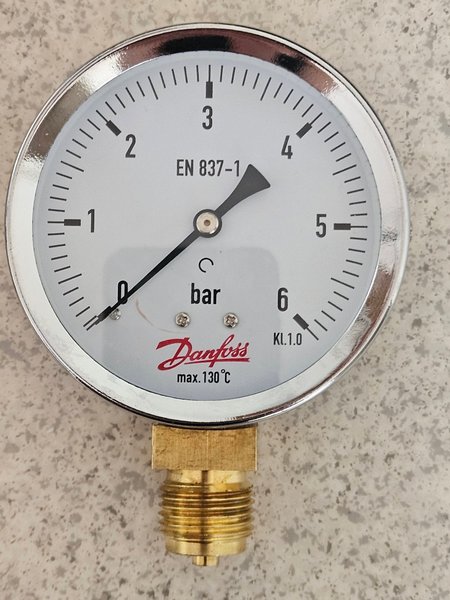 3
2 4
EN 837-1
1 5
0 bar 6
Kl.1.0
Danfoss
max.130°C